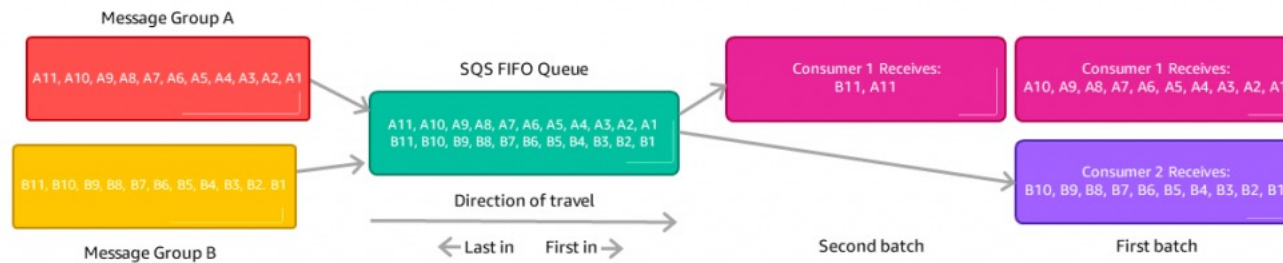 Message Group A
A11, A10, A9, A8, A7, A6, A5, A4, A3, A2, A1
B11, B10, B9, B8, B7, B6, B5, B4, B3, B2. B1
Message Group B
SQS FIFO Queue
A11, A10, A9, A8, A7, A6, A5, A4, A3, A2, A1
B11, B10, B9, B8, B7, B6, B5, B4, B3, B2, B1
Direction of travel
Last in First in
Consumer 1 Receives:
B11, A11
Second batch
Consumer 1 Receives:
A10, A9, A8, A7, A6, A5, A4, A3, A2, A1
Consumer 2 Receives:
B10, B9, B8, B7, B6, B5, B4, B3, B2, B1
First batch